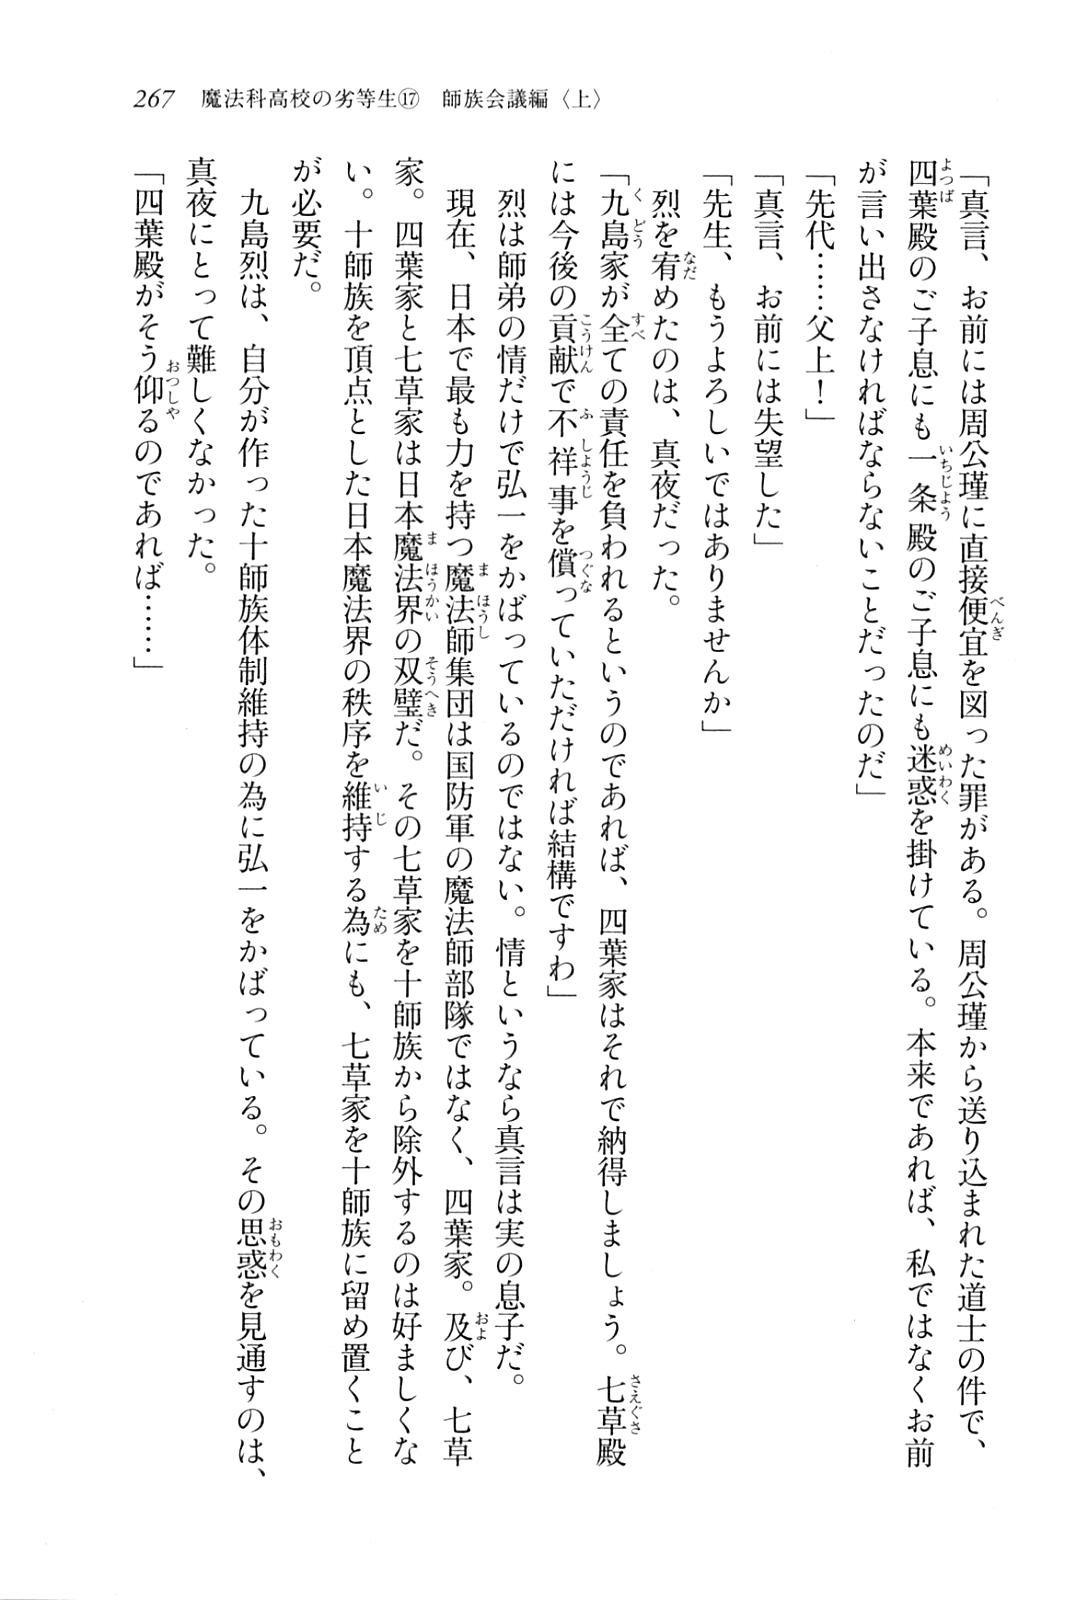 267　魔法科高校の劣等生⑰　師族会議編〈上〉
「真言、お前には周公瑾に直接便宜を図った罪がある。周公瑾から送り込まれた道士の件で、
四葉殿のご子息にも一条殿のご子息にも迷惑を掛けている。本来であれば、私ではなくお前
が言い出さなければならないことだったのだ」
「先代……父上！」
「真言、お前には失望した」
「先生、もうよろしいではありませんか」
烈を宥めたのは、真夜だった。
「九島家が全ての責任を負われるというのであれば、四葉家はそれで納得しましょう。七草殿
には今後の貢献で不祥事を償っていただければ結構ですわ」
烈は師弟の情だけで弘一をかばっているのではない。情というなら真言は実の息子だ。
現在、日本で最も力を持つ魔法師集団は国防軍の魔法師部隊ではなく、四葉家。及び、七草
家。四葉家と七草家は日本魔法界の双璧だ。その七草家を十師族から除外するのは好ましくな
い。十師族を頂点とした日本魔法界の秩序を維持する為にも、七草家を十師族に留め置くこと
が必要だ。
九島烈は、自分が作った十師族体制維持の為に弘一をかばっている。その思惑を見通すのは、
真夜にとって難しくなかった。
「四葉殿がそう仰るのであれば……」